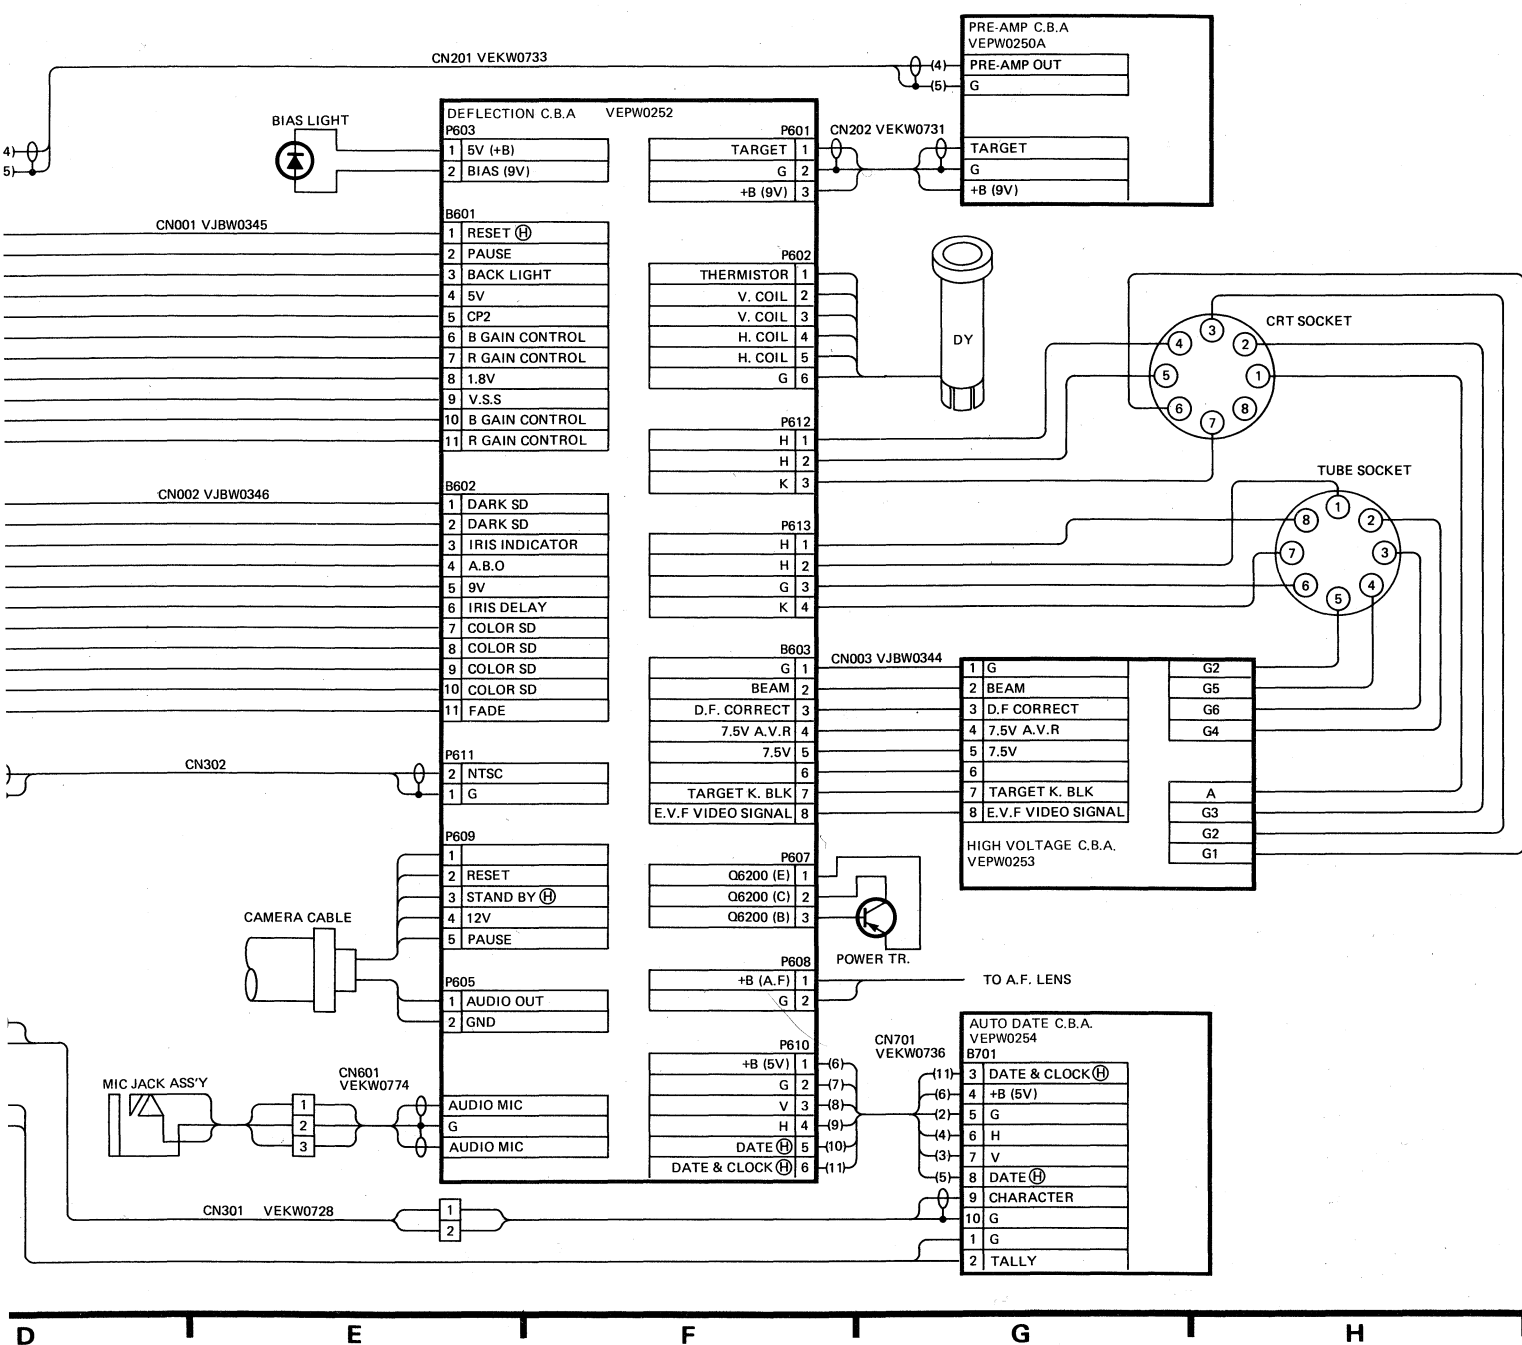 PRE-AMP C.B.A
VEPW0250A
(4) PRE-AMP OUT
(5) G
TARGET
G
+B (9V)
CN201 VEKW0733
4)
5)
BIAS LIGHT
DEFLECTION C.B.A VEPW0252
P603
1 5V (+B)
2 BIAS (9V)
P601
TARGET 1
G 2
+B (9V) 3
CN202 VEKW0731
CN001 VJBW0345
B601
1 RESET Ⓗ
2 PAUSE
3 BACK LIGHT
4 5V
5 CP2
6 B GAIN CONTROL
7 R GAIN CONTROL
8 1.8V
9 V.S.S
10 B GAIN CONTROL
11 R GAIN CONTROL
P602
THERMISTOR 1
V. COIL 2
V. COIL 3
H. COIL 4
H. COIL 5
G 6
DY
CRT SOCKET
3
4 2
5 1
6 8
7
P612
H 1
H 2
K 3
TUBE SOCKET
1
8 2
7 3
6 4
5
CN002 VJBW0346
B602
1 DARK SD
2 DARK SD
3 IRIS INDICATOR
4 A.B.O
5 9V
6 IRIS DELAY
7 COLOR SD
8 COLOR SD
9 COLOR SD
10 COLOR SD
11 FADE
P613
H 1
H 2
G 3
K 4
B603
G 1
BEAM 2
D.F. CORRECT 3
7.5V A.V.R 4
7.5V 5
6
TARGET K. BLK 7
E.V.F VIDEO SIGNAL 8
CN003 VJBW0344
1 G
2 BEAM
3 D.F CORRECT
4 7.5V A.V.R
5 7.5V
6
7 TARGET K. BLK
8 E.V.F VIDEO SIGNAL
HIGH VOLTAGE C.B.A.
VEPW0253
G2
G5
G6
G4
A
G3
G2
G1
CN302
P611
2 NTSC
1 G
P609
1
2 RESET
3 STAND BY Ⓗ
4 12V
5 PAUSE
CAMERA CABLE
P605
1 AUDIO OUT
2 GND
P607
Q6200 (E) 1
Q6200 (C) 2
Q6200 (B) 3
POWER TR.
P608
+B (A.F) 1
G 2
TO A.F. LENS
P610
+B (5V) 1 (6)
G 2 (7)
V 3 (8)
H 4 (9)
DATE Ⓗ 5 (10)
DATE & CLOCK Ⓗ 6 (11)
CN701
VEKW0736
AUTO DATE C.B.A.
VEPW0254
B701
(11) 3 DATE & CLOCK Ⓗ
(6) 4 +B (5V)
(2) 5 G
(4) 6 H
(3) 7 V
(5) 8 DATE Ⓗ
9 CHARACTER
10 G
1 G
2 TALLY
MIC JACK ASS'Y
1
2
3
CN601
VEKW0774
AUDIO MIC
G
AUDIO MIC
CN301 VEKW0728
1
2
D E F G H